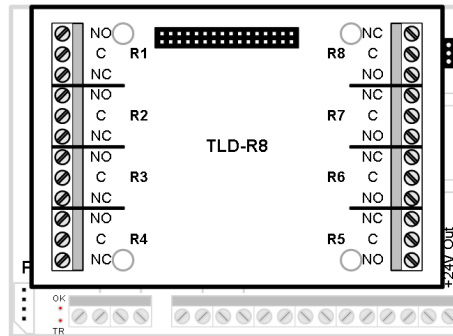 NO NC
C R1 R8 C
NC NO
NO NC
C R2 R7 C
NC NO
TLD-R8
NO NC
C R3 R6 C
NC NO
NO NC
C R4 R5 C
NC NO
+24V Out
OK
TR